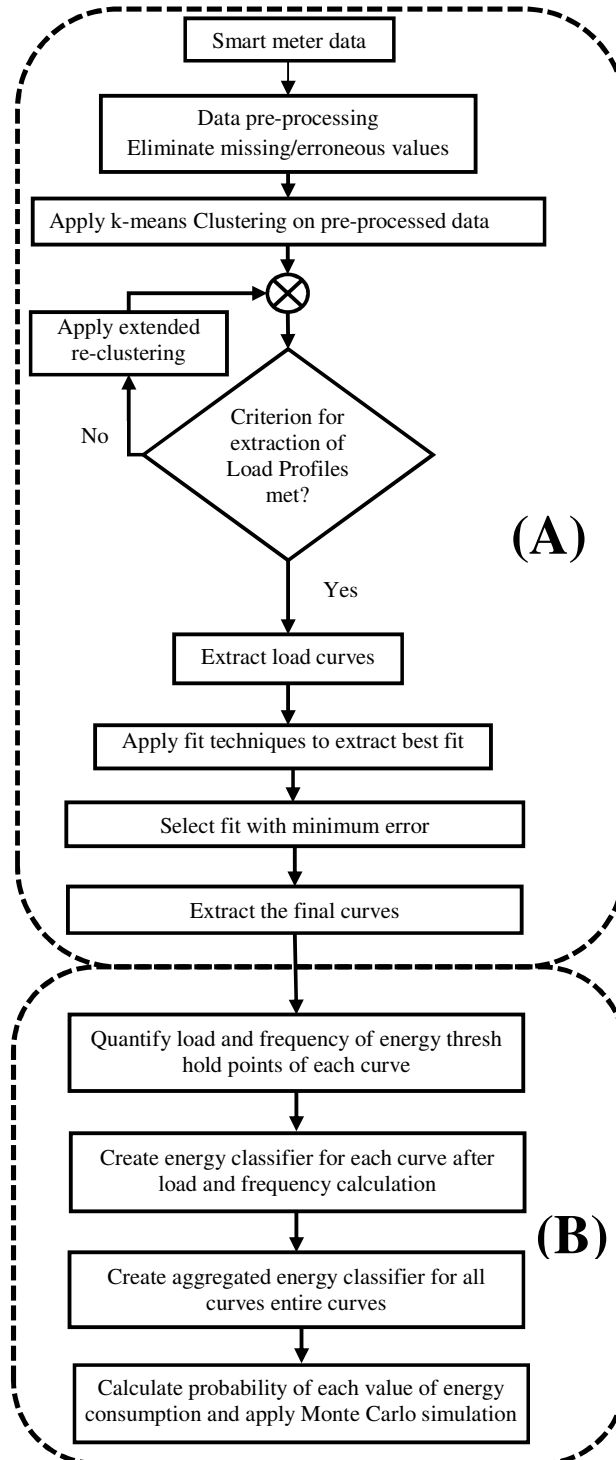 Smart meter data
Data pre-processing
Eliminate missing/erroneous values
Apply k-means Clustering on pre-processed data
Apply extended
re-clustering
No
Criterion for
extraction of
Load Profiles
met?
(A)
Yes
Extract load curves
Apply fit techniques to extract best fit
Select fit with minimum error
Extract the final curves
Quantify load and frequency of energy thresh
hold points of each curve
Create energy classifier for each curve after
load and frequency calculation
(B)
Create aggregated energy classifier for all
curves entire curves
Calculate probability of each value of energy
consumption and apply Monte Carlo simulation